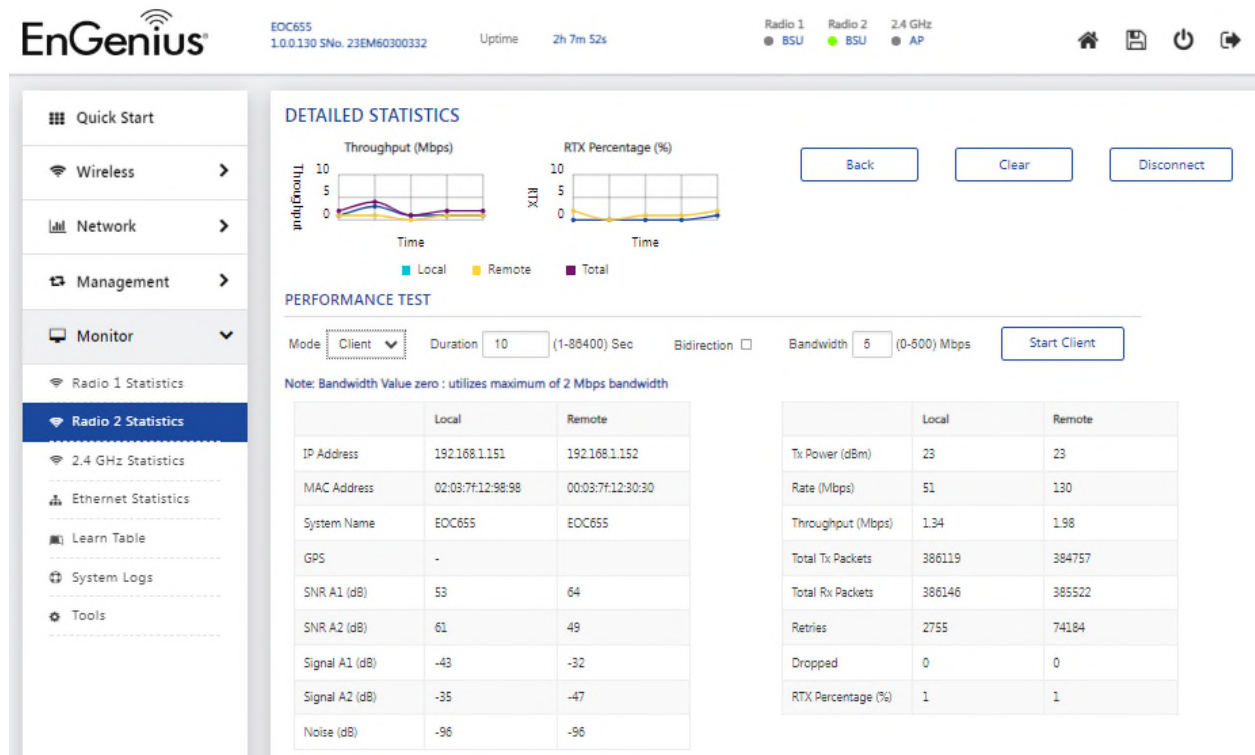 EnGenius®
EOC655
1.0.0.130 SNo. 23EM60300332
Uptime 2h 7m 52s
Radio 1 Radio 2 2.4 GHz
BSU BSU AP
Quick Start
Wireless
Network
Management
Monitor
Radio 1 Statistics
Radio 2 Statistics
2.4 GHz Statistics
Ethernet Statistics
Learn Table
System Logs
Tools
DETAILED STATISTICS
Throughput (Mbps)
Throughput
10
5
0
Time
RTX Percentage (%)
RTX
10
5
0
Time
Local Remote Total
Back Clear Disconnect
PERFORMANCE TEST
Mode Client Duration 10 (1-86400) Sec Bidirection Bandwidth 5 (0-500) Mbps Start Client
Note: Bandwidth Value zero : utilizes maximum of 2 Mbps bandwidth
Local Remote
IP Address 192.168.1.151 192.168.1.152
MAC Address 02:03:7f:12:98:98 00:03:7f:12:30:30
System Name EOC655 EOC655
GPS -
SNR A1 (dB) 53 64
SNR A2 (dB) 61 49
Signal A1 (dB) -43 -32
Signal A2 (dB) -35 -47
Noise (dB) -96 -96
Local Remote
Tx Power (dBm) 23 23
Rate (Mbps) 51 130
Throughput (Mbps) 1.34 1.98
Total Tx Packets 386119 384757
Total Rx Packets 386146 385522
Retries 2755 74184
Dropped 0 0
RTX Percentage (%) 1 1